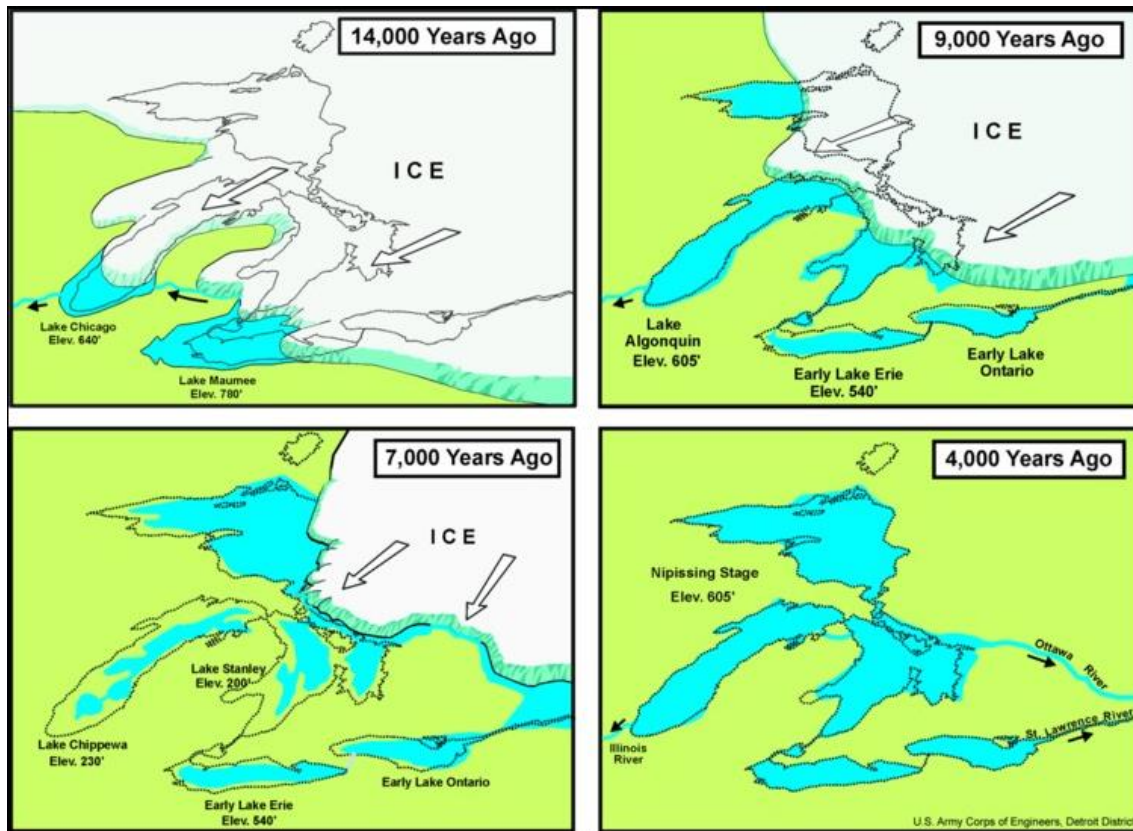 14,000 Years Ago
ICE
Lake Chicago
Elev. 640'
Lake Maumee
Elev. 780'
9,000 Years Ago
ICE
Lake
Algonquin
Elev. 605'
Early Lake Erie
Elev. 540'
Early Lake
Ontario
7,000 Years Ago
ICE
Lake Stanley
Elev. 200'
Lake Chippewa
Elev. 230'
Early Lake Erie
Elev. 540'
Early Lake Ontario
4,000 Years Ago
Nipissing Stage
Elev. 605'
Ottawa
River
Illinois
River
St. Lawrence River
U.S. Army Corps of Engineers, Detroit District